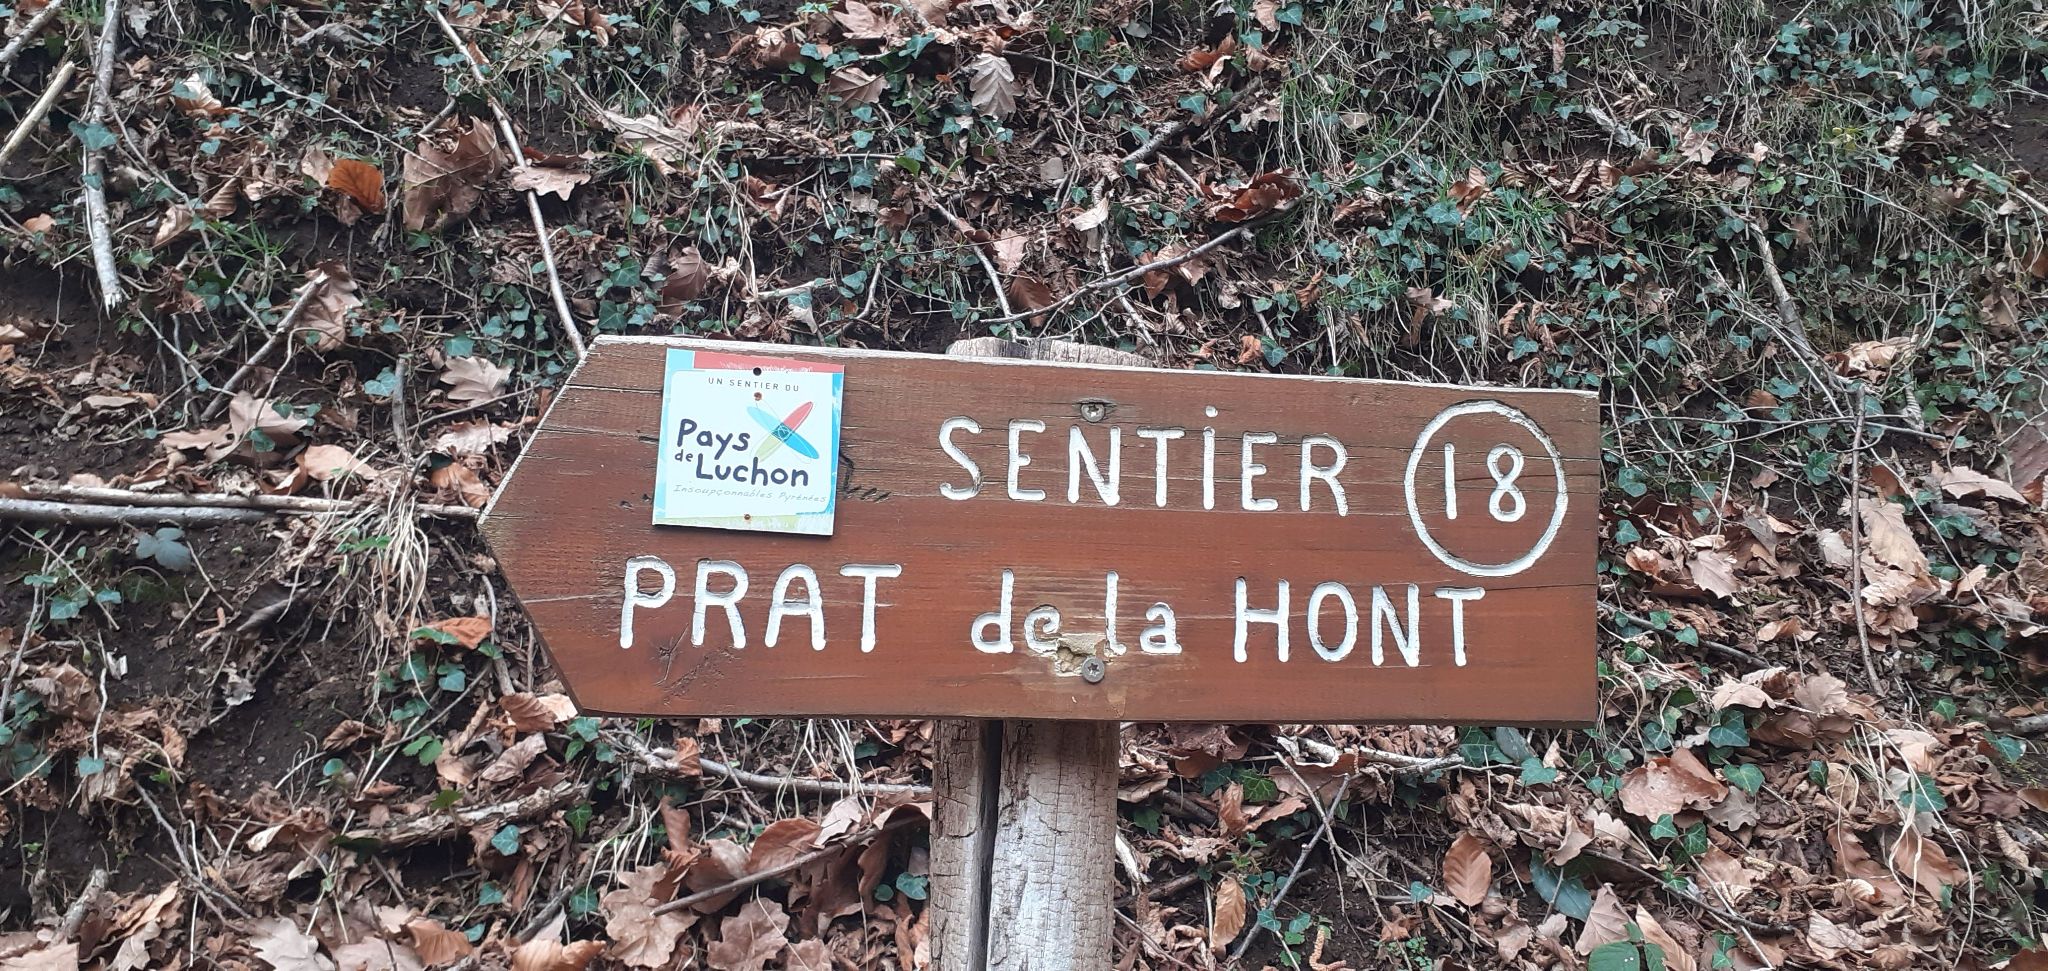 UN SENTIER DU
Pays
de Luchon
Insoupçonnables Pyrénées
SENTIER 18
PRAT de la HONT